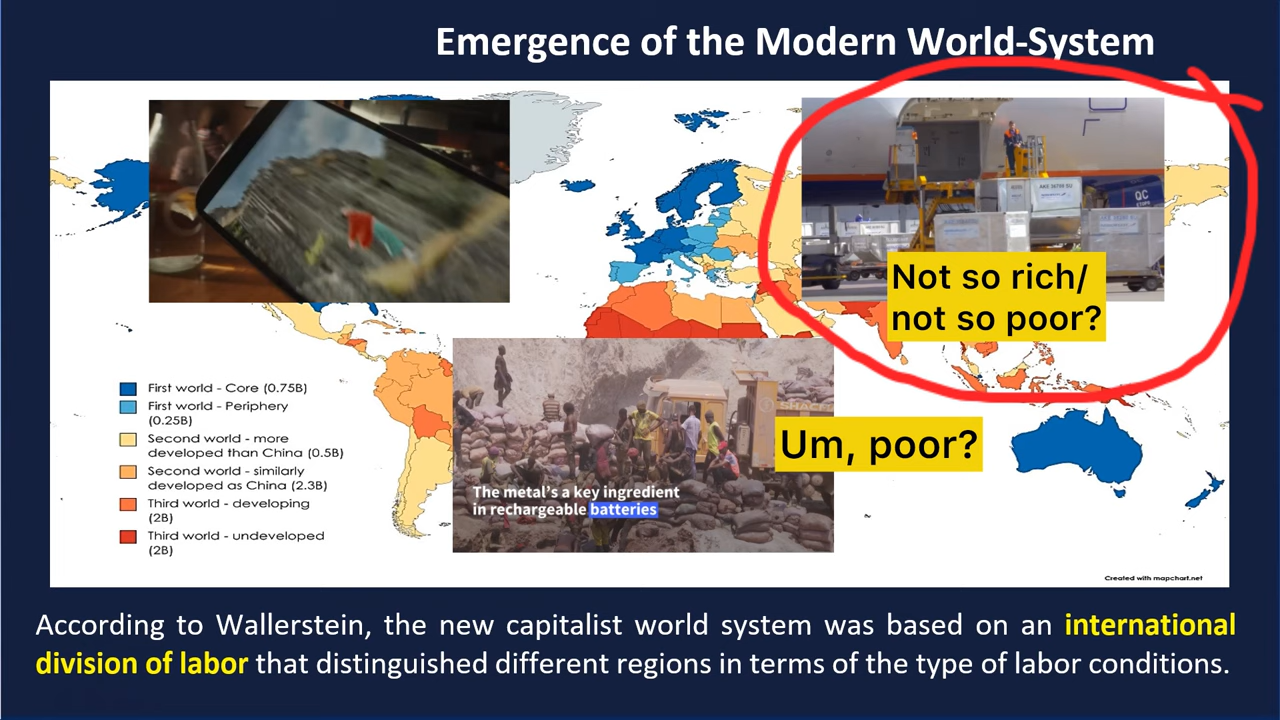 Emergence of the Modern World-System
QC
Not so rich/
not so poor?
First world - Core (0.75B)
First world - Periphery
(0.25B)
Second world - more
developed than China (0.5B)
Second world - similarly
developed as China (2.3B)
Third world - developing
(2B)
Third world - undeveloped
(2B)
Um, poor?
The metal's a key ingredient
in rechargeable batteries
Created with mapchart.net
According to Wallerstein, the new capitalist world system was based on an international
division of labor that distinguished different regions in terms of the type of labor conditions.